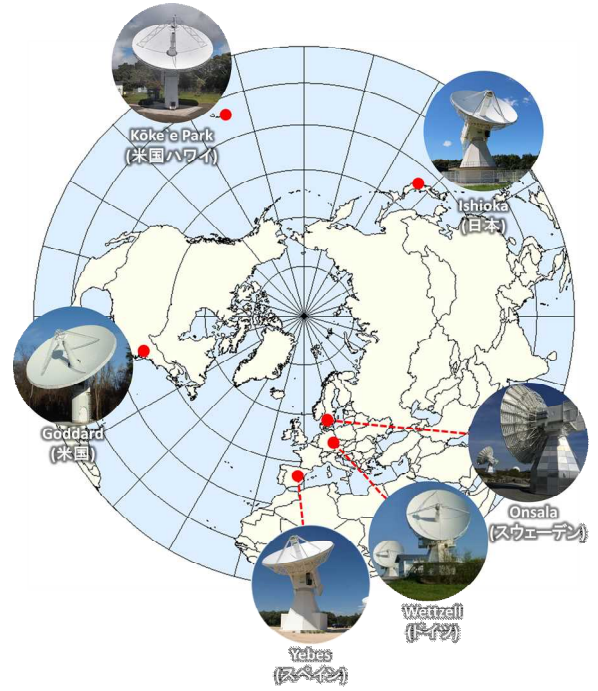 Kōkeʻe Park
(米国ハワイ)
Ishioka
(日本)
Goddard
(米国)
Onsala
(スウェーデン)
Wettzell
(ドイツ)
Yebes
(スペイン)